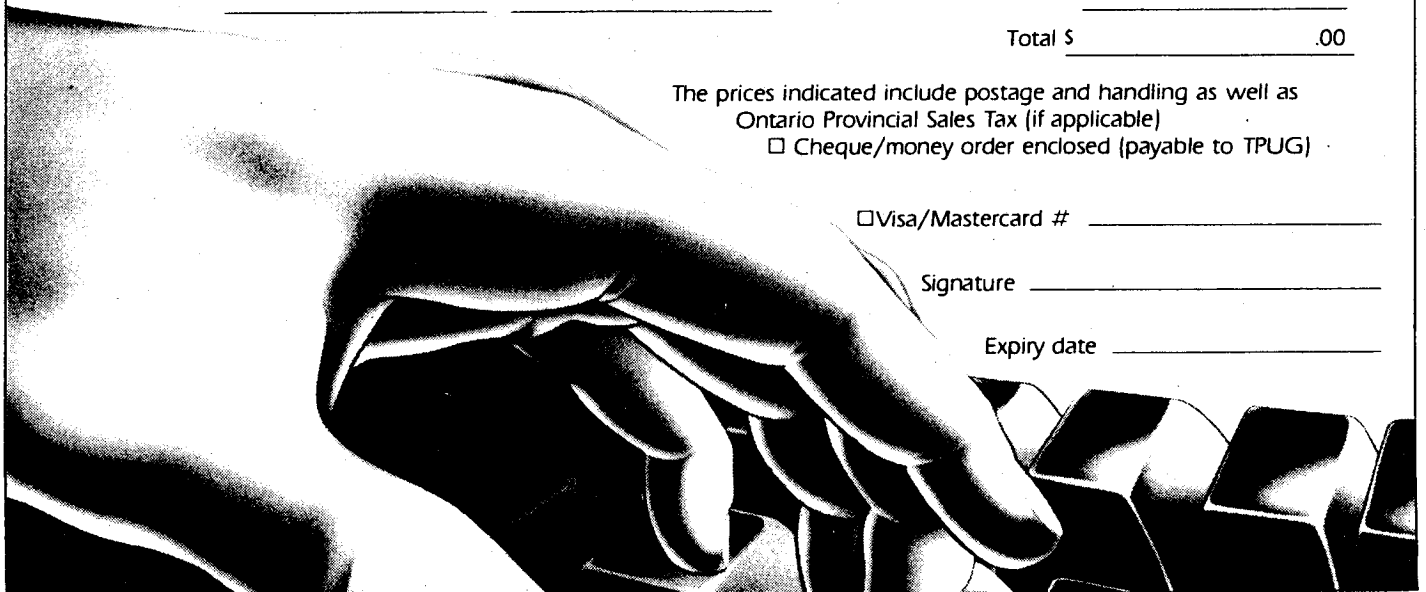 Total $ .00
The prices indicated include postage and handling as well as
Ontario Provincial Sales Tax (if applicable)
☐ Cheque/money order enclosed (payable to TPUG)
☐Visa/Mastercard #
Signature
Expiry date